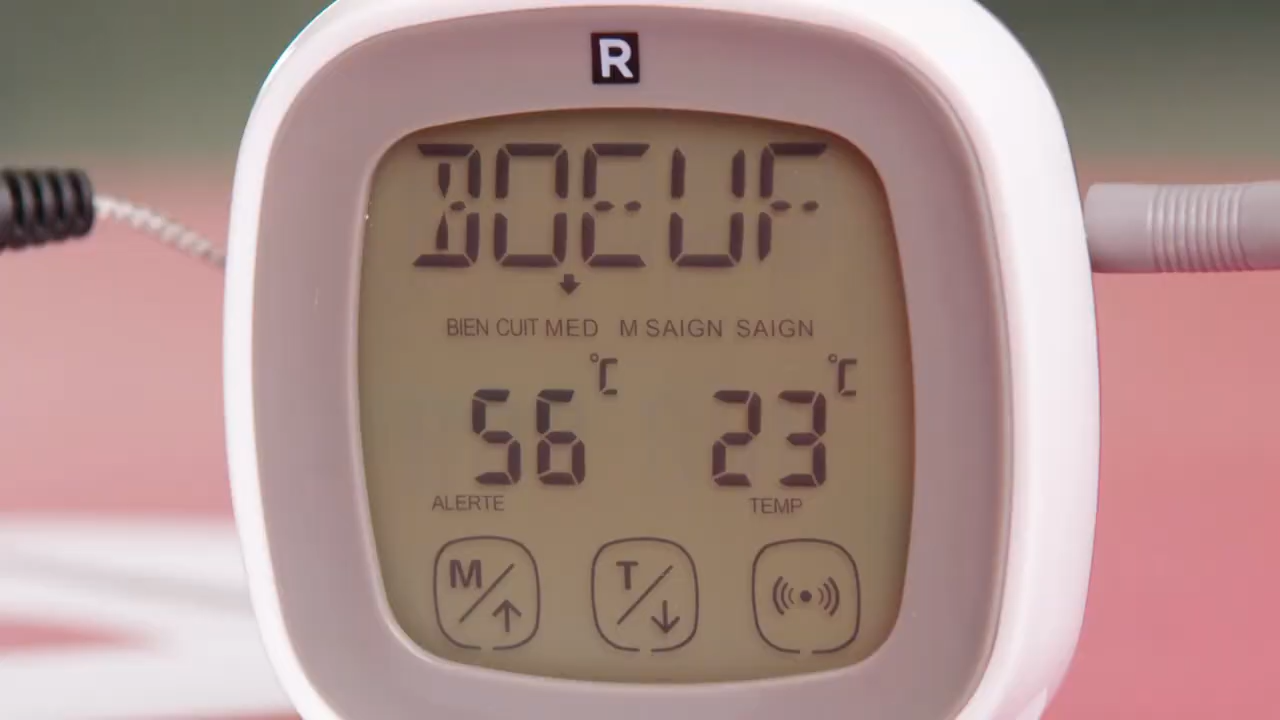 R
BOEUF
BIEN CUIT MED M SAIGN SAIGN
56 °C 23 °C
ALERTE TEMP
M T